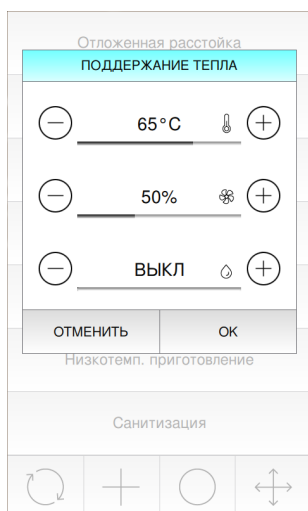 Отложенная расстойка
ПОДДЕРЖАНИЕ ТЕПЛА
65°C
50%
ВЫКЛ
ОТМЕНИТЬ OK
Низкотемп. приготовление
Санитизация